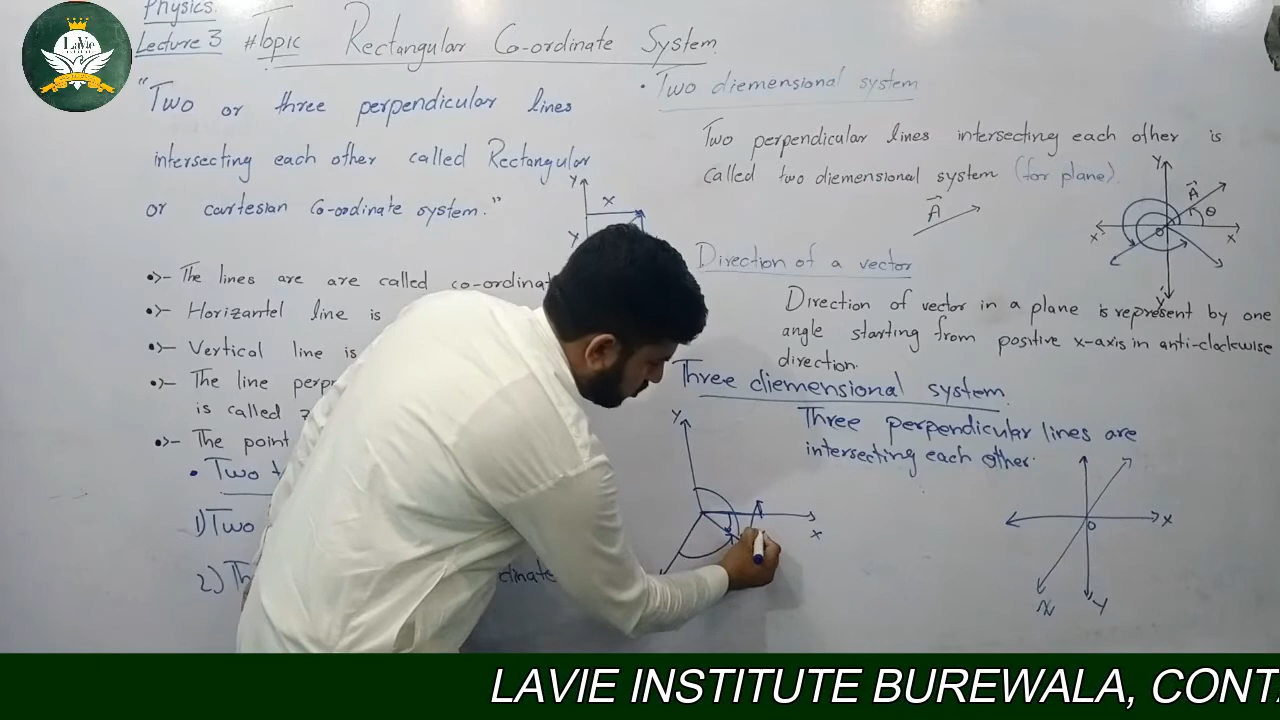 Physics.
Lecture 3 #Topic Rectangular Co-ordinate System
LaVie
"Two or three perpendicular lines
intersecting each other called Rectangular
or cartesian Co-ordinate system."
Y
X
Y
•:- The lines are are called co-ordinat
•:- Horizantel line is
•:- Vertical line is
•:- The line perp
is called
•:- The point
• Two
1) Two
2) Th
dinate
• Two diemensional system
Two perpendicular lines intersecting each other is
called two diemensional system (for plane).
A
Y
A
θ
X'
O
X
Y'
Direction of a vector
Direction of vector in a plane is represent by one
angle starting from positive x-axis in anti-clockwise
direction.
Three diemensional system.
Three perpendicular lines are
intersecting each other.
Y
X
O
X
Y
LAVIE INSTITUTE BUREWALA, CONT